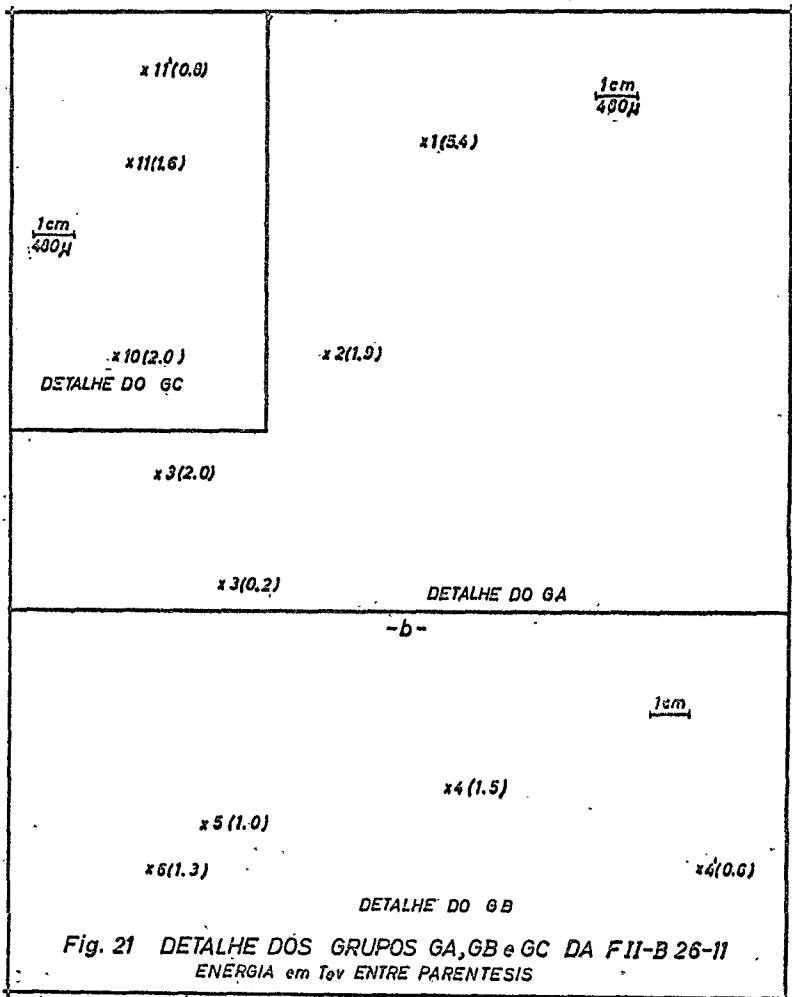 x 11'(0.8)
x 11(1.6)
1cm
400µ
x 10(2.0)
DETALHE DO GC
1cm
400µ
x 1(5.4)
x 2(1.9)
x 3(2.0)
x 3(0.2)
DETALHE DO GA
-b-
1cm
x 4 (1.5)
x 5 (1.0)
x 6(1.3)
x 4'(0.6)
DETALHE DO GB
Fig. 21 DETALHE DOS GRUPOS GA, GB e GC DA FII-B 26-11
ENERGIA em Tev ENTRE PARENTESIS